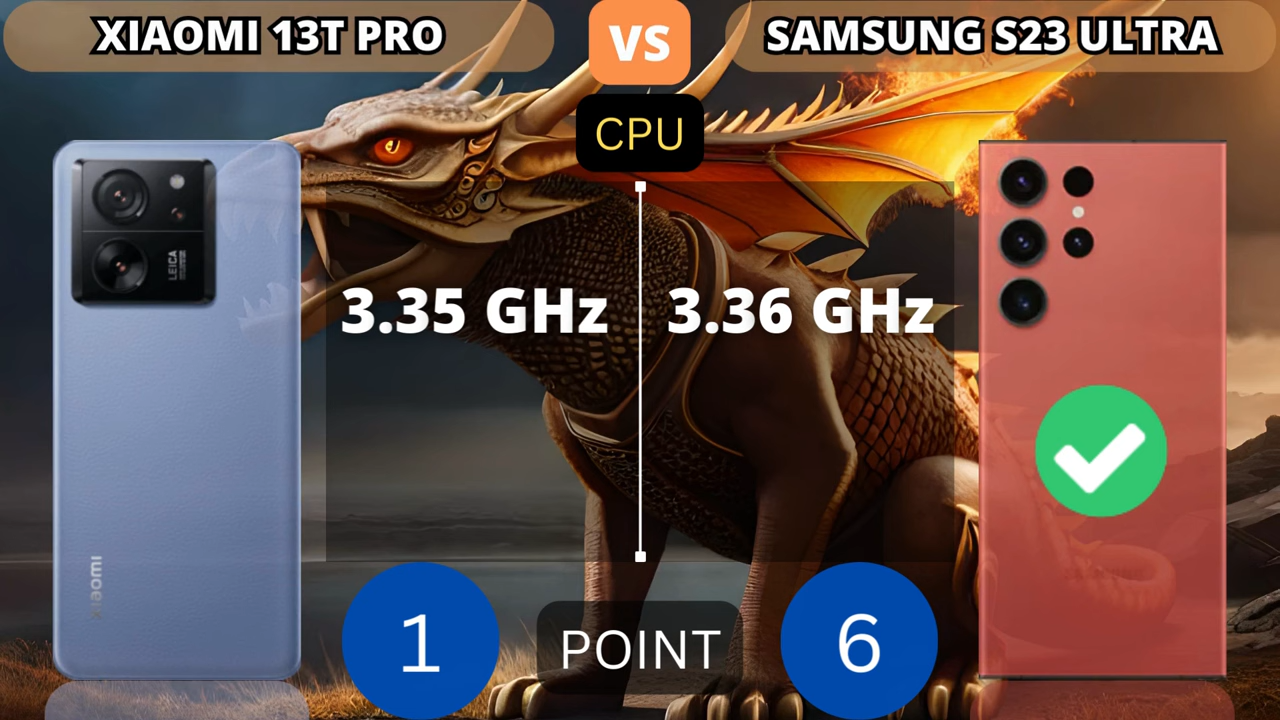 XIAOMI 13T PRO
VS
SAMSUNG S23 ULTRA
CPU
LEICA
3.35 GHz
3.36 GHz
xiaomi
1
POINT
6